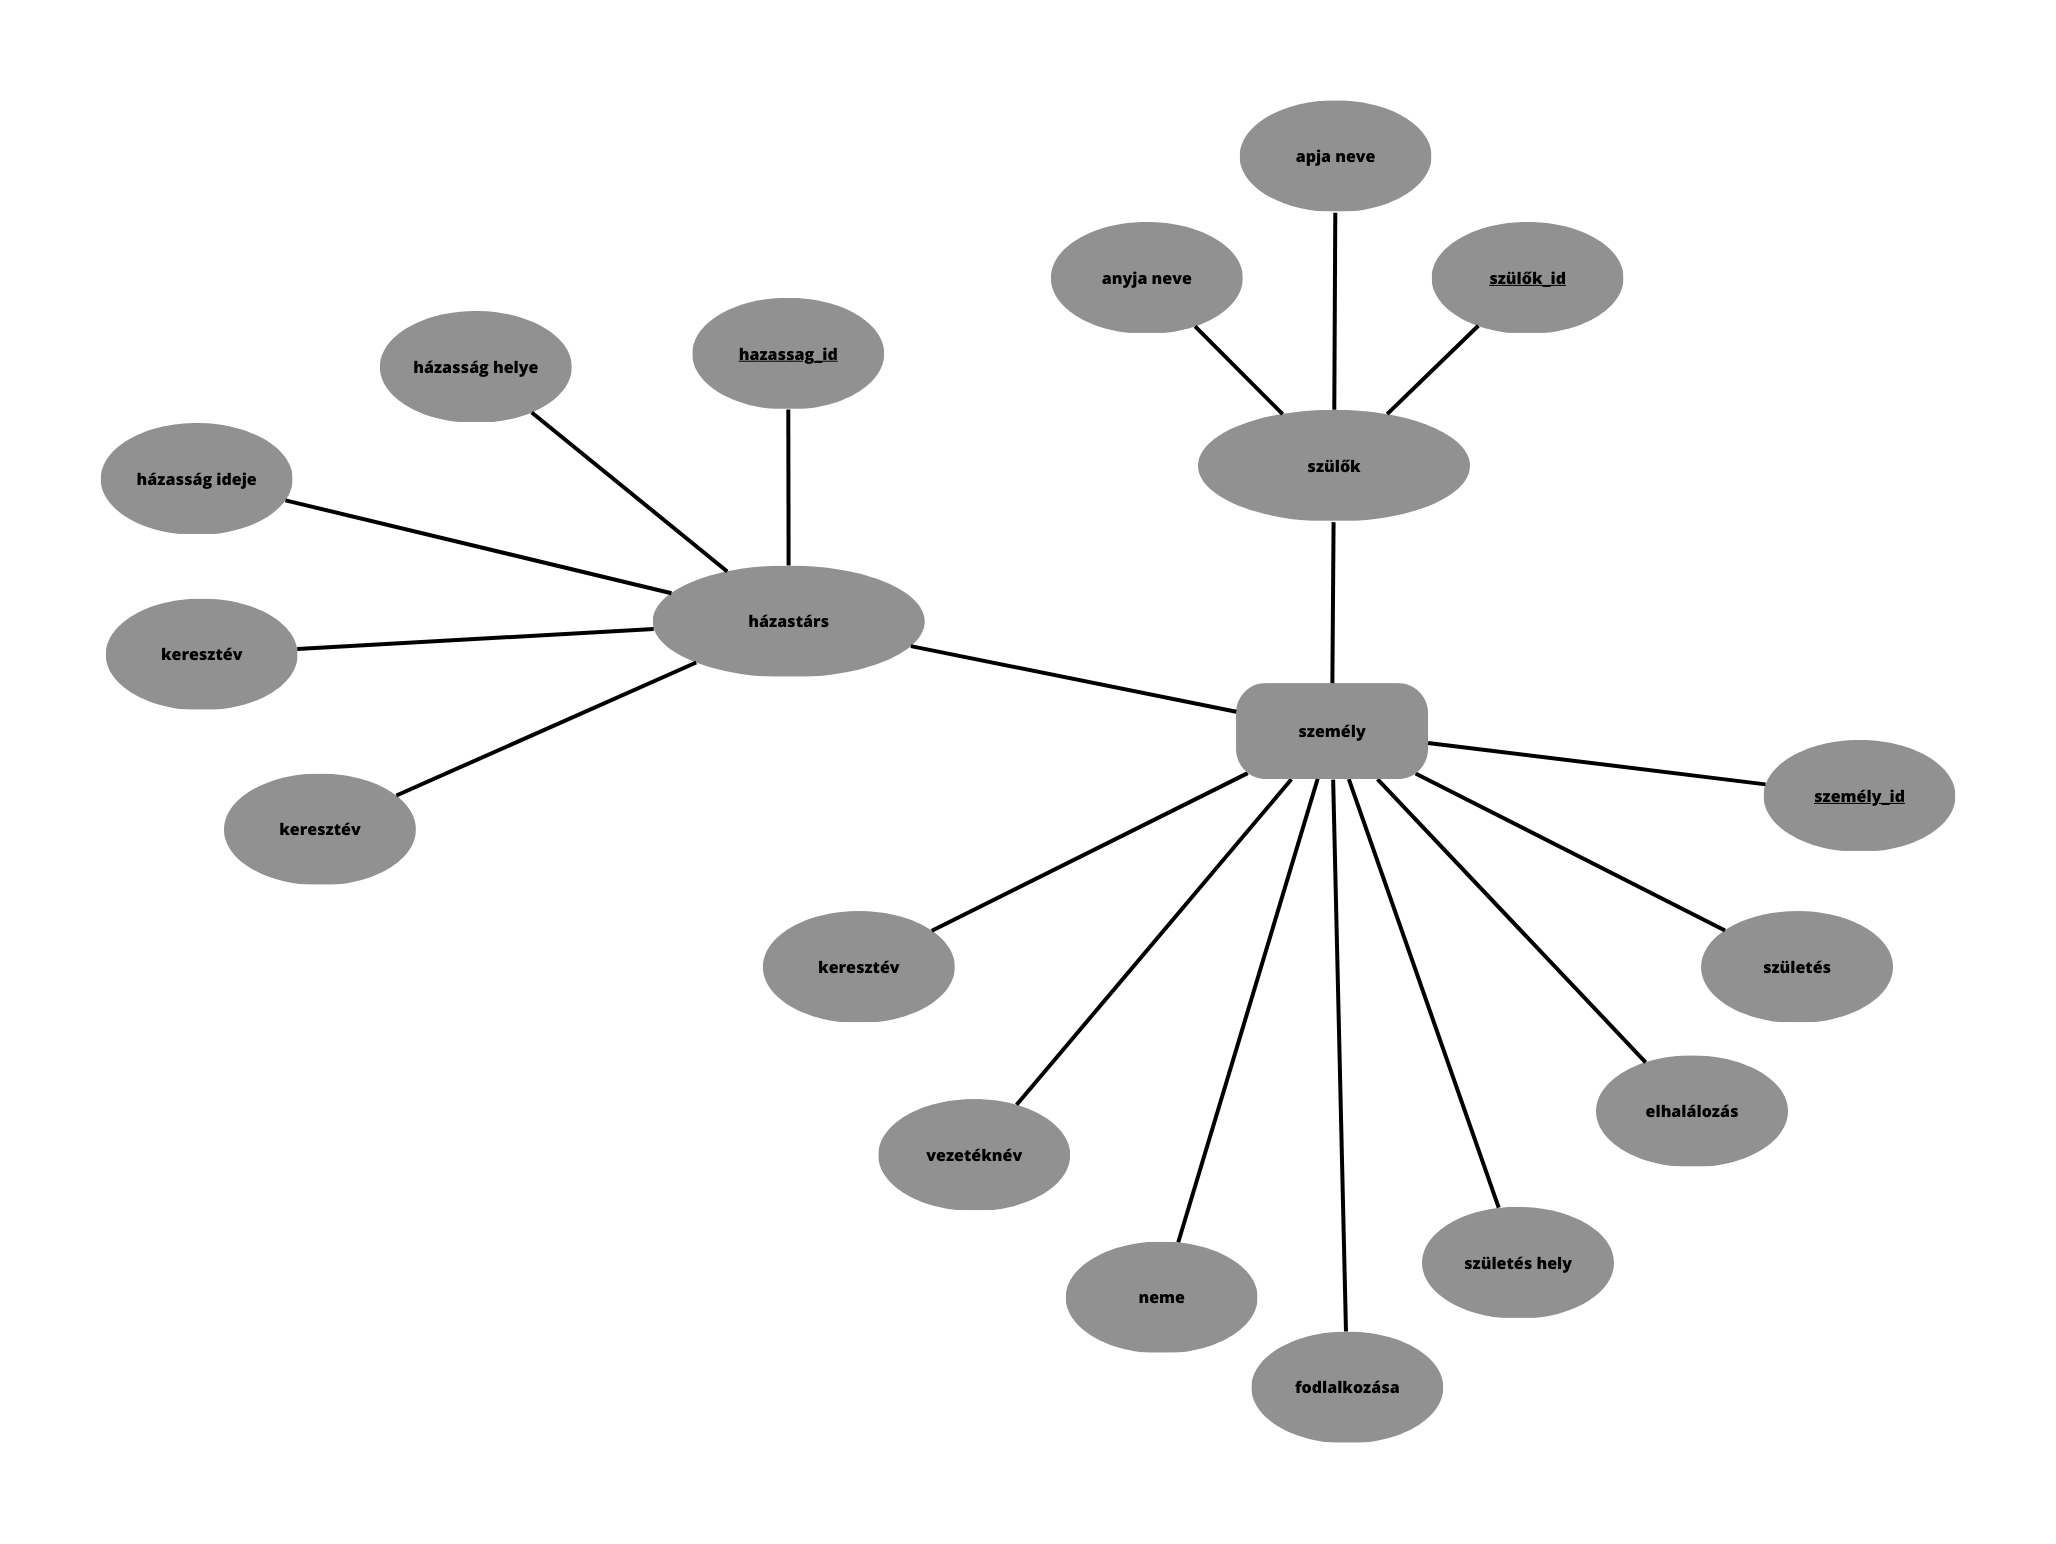 apja neve
anyja neve
szülők_id
hazassag_id
házasság helye
szülők
házasság ideje
házastárs
keresztév
személy
személy_id
keresztév
keresztév
születés
elhalálozás
vezetéknév
születés hely
neme
fodlalkozása